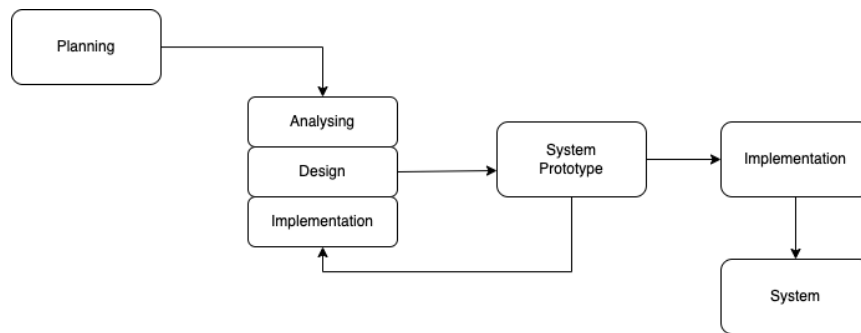 Planning
Analysing
Design
Implementation
System
Prototype
Implementation
System